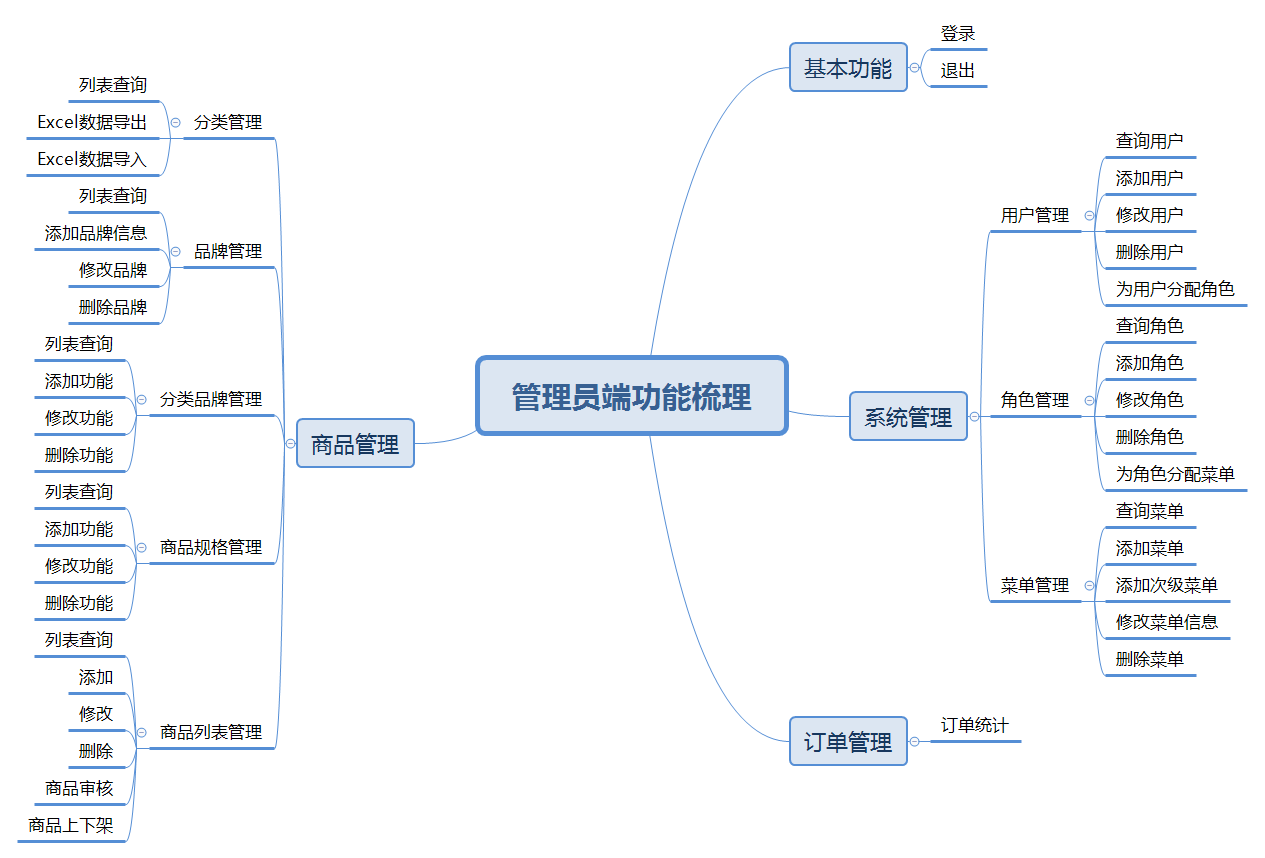 管理员端功能梳理
基本功能
登录
退出
系统管理
用户管理
查询用户
添加用户
修改用户
删除用户
为用户分配角色
角色管理
查询角色
添加角色
修改角色
删除角色
为角色分配菜单
菜单管理
查询菜单
添加菜单
添加次级菜单
修改菜单信息
删除菜单
订单管理
订单统计
商品管理
分类管理
列表查询
Excel数据导出
Excel数据导入
品牌管理
列表查询
添加品牌信息
修改品牌
删除品牌
分类品牌管理
列表查询
添加功能
修改功能
删除功能
商品规格管理
列表查询
添加功能
修改功能
删除功能
商品列表管理
列表查询
添加
修改
删除
商品审核
商品上下架